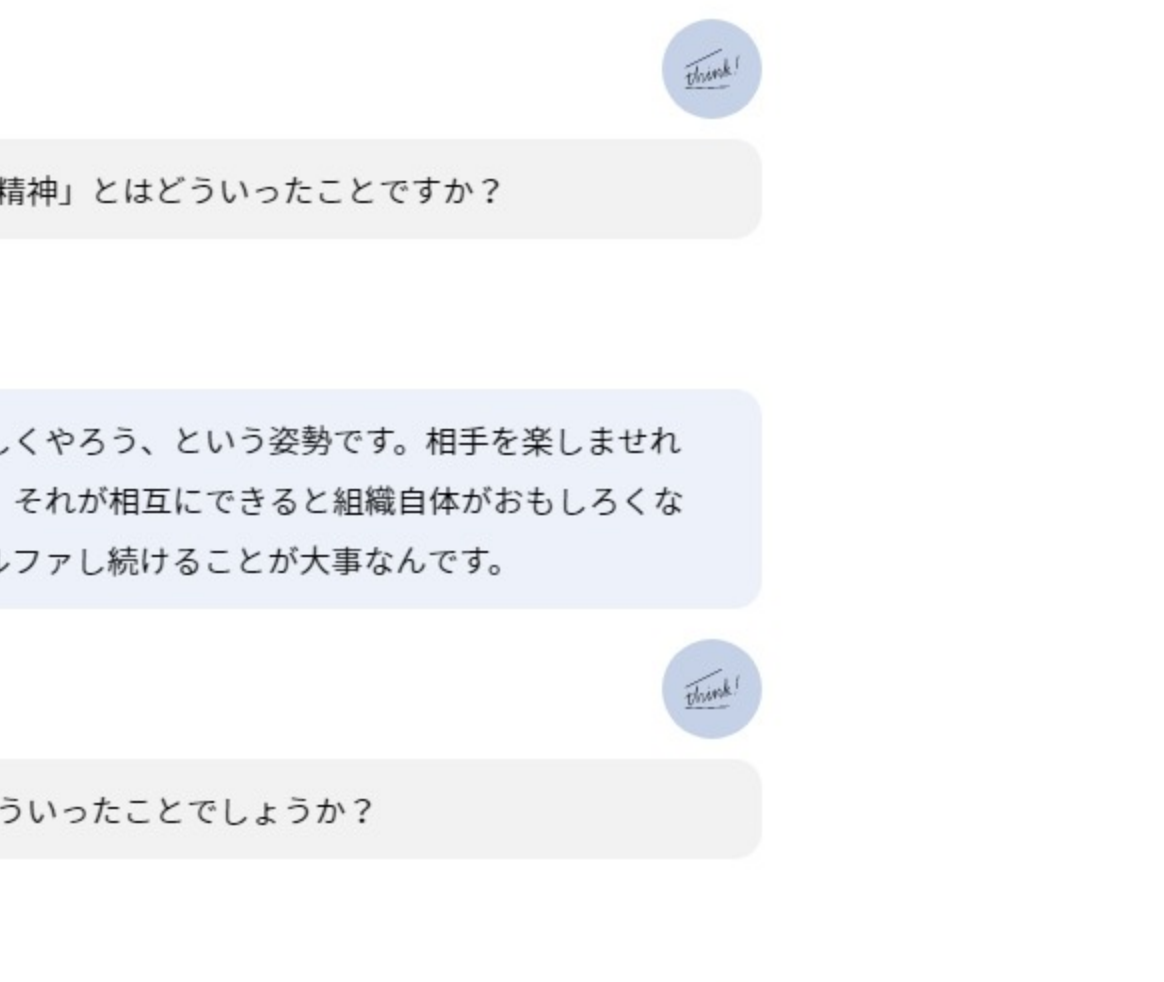 think!
精神」とはどういったことですか？
しくやろう、という姿勢です。相手を楽しませれ
それが相互にできると組織自体がおもしろくな
ルファし続けることが大事なんです。
think!
ういったことでしょうか？